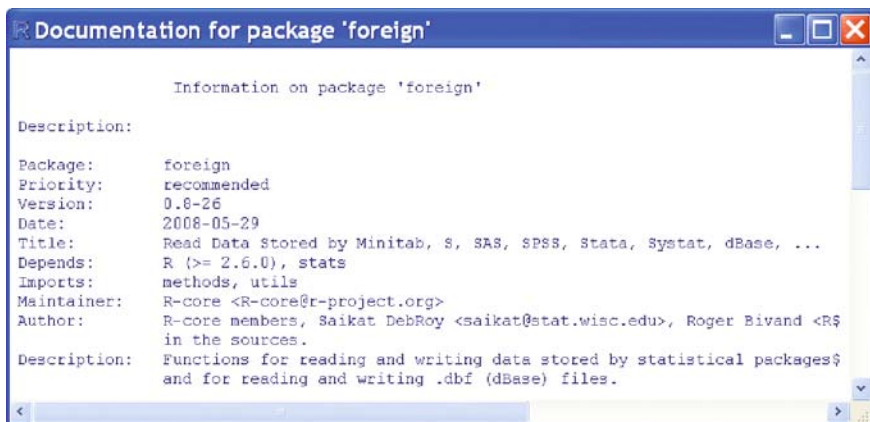 R Documentation for package 'foreign'
Information on package 'foreign'
Description:
Package: foreign
Priority: recommended
Version: 0.8-26
Date: 2008-05-29
Title: Read Data Stored by Minitab, S, SAS, SPSS, Stata, Systat, dBase, ...
Depends: R (>= 2.6.0), stats
Imports: methods, utils
Maintainer: R-core <R-core@r-project.org>
Author: R-core members, Saikat DebRoy <saikat@stat.wisc.edu>, Roger Bivand <R$
in the sources.
Description: Functions for reading and writing data stored by statistical packages$
and for reading and writing .dbf (dBase) files.